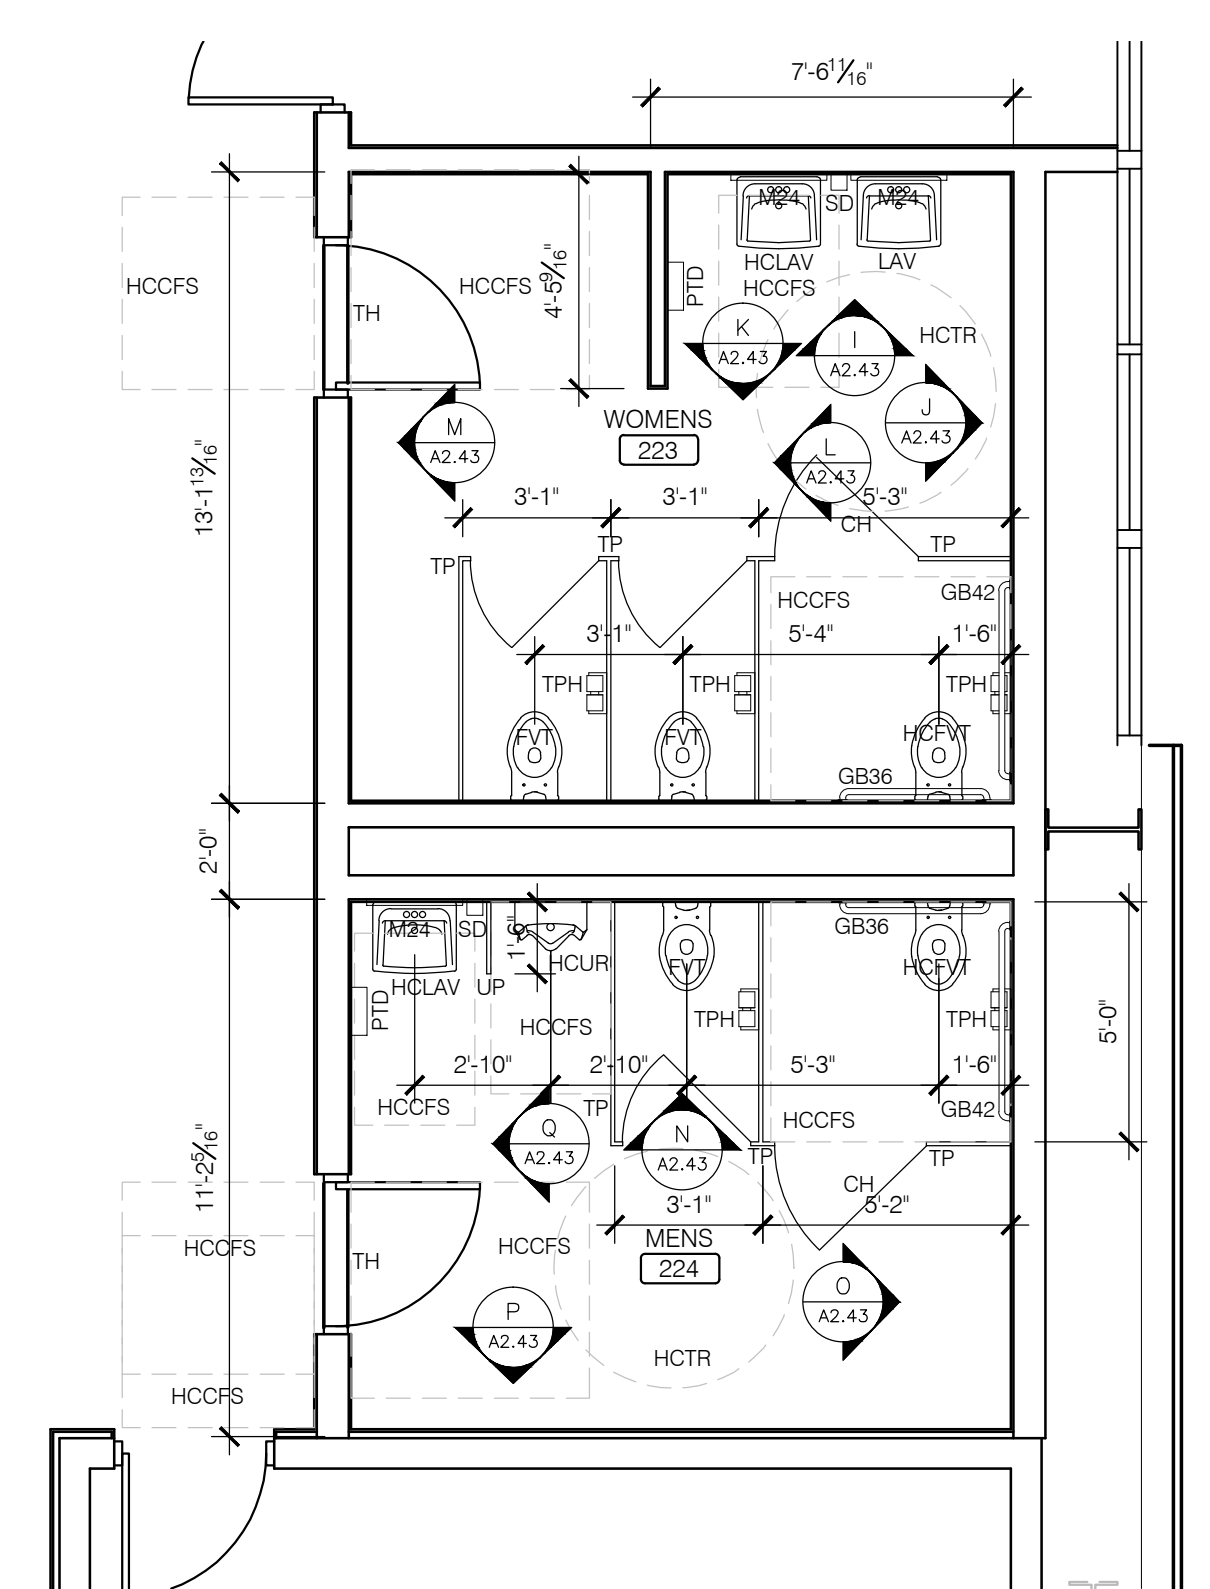 7'-6 11/16"
M24 SD M24
HCLAV LAV
HCCFS
HCCFS HCCFS 4'-5 9/16" PTD
TH
K
A2.43
I
A2.43
HCTR
J
A2.43
WOMENS
223
M
A2.43
L
A2.43
13'-1 13/16"
3'-1" 3'-1" 5'-3"
CH
TP TP TP
HCCFS GB42
3'-1" 5'-4" 1'-6"
TPH TPH TPH
FVT FVT HCFVT
GB36
2'-0"
M24 SD 1'-6" GB36
HCUR FVT HCFVT
HCLAV UP
PTD TPH TPH
HCCFS 5'-0"
2'-10" 2'-10" 5'-3" 1'-6"
HCCFS TP HCCFS GB42
Q
A2.43
N
A2.43
TP TP
11'-2 5/16"
CH
3'-1" 5'-2"
MENS
224
HCCFS HCCFS
TH
O
A2.43
P
A2.43
HCTR
HCCFS